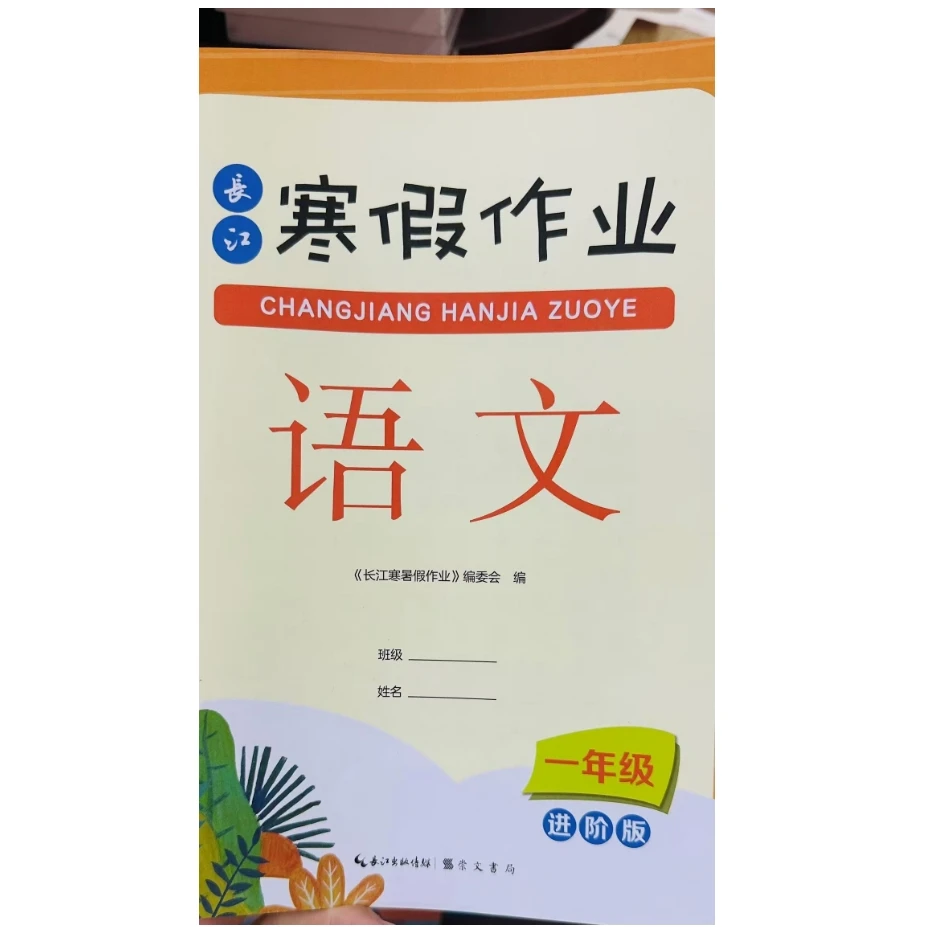 長江
寒假作业
CHANGJIANG HANJIA ZUOYE
语文
《长江寒暑假作业》编委会 编
班级
姓名
一年级
进阶版
長江出版传媒 崇文书局